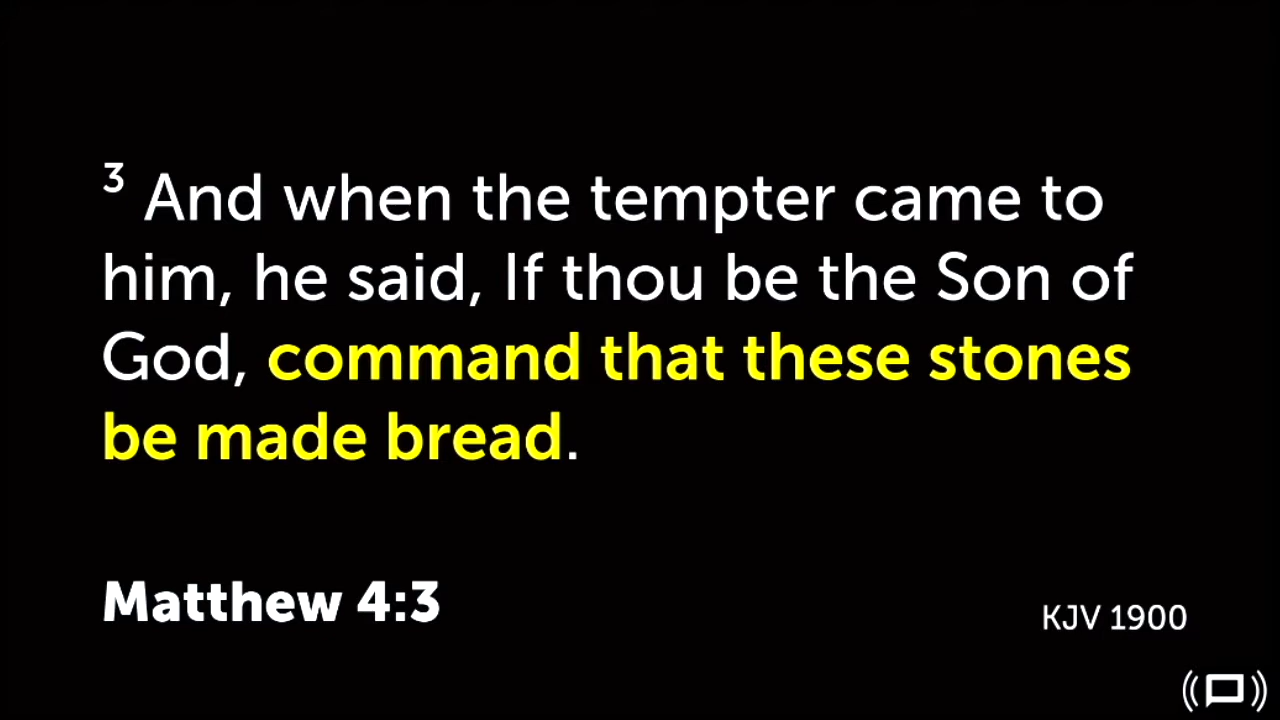 3 And when the tempter came to
him, he said, If thou be the Son of
God, command that these stones
be made bread.
Matthew 4:3
KJV 1900